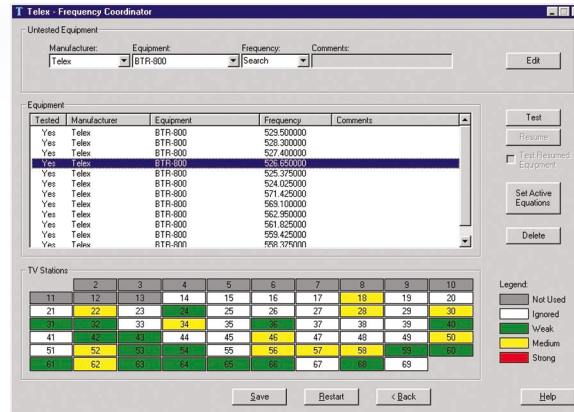 Telex - Frequency Coordinator
Untested Equipment
Manufacturer: Equipment: Frequency: Comments:
Telex BTR-800 Search
Edit
Equipment
Tested Manufacturer Equipment Frequency Comments
Yes Telex BTR-800 529.500000
Yes Telex BTR-800 528.300000
Yes Telex BTR-800 527.400000
Yes Telex BTR-800 526.650000
Yes Telex BTR-800 525.375000
Yes Telex BTR-800 524.025000
Yes Telex BTR-800 571.425000
Yes Telex BTR-800 569.100000
Yes Telex BTR-800 562.950000
Yes Telex BTR-800 561.825000
Yes Telex BTR-800 559.425000
Yes Telex BTR-800 558.375000
Test
Resume
Test Resumed
Equipment
Set Active
Equations
Delete
TV Stations
2 3 4 5 6 7 8 9 10
11 12 13 14 15 16 17 18 19 20
21 22 23 24 25 26 27 28 29 30
31 32 33 34 35 36 37 38 39 40
41 42 43 44 45 46 47 48 49 50
51 52 53 54 55 56 57 58 59 60
61 62 63 64 65 66 67 68 69
Legend:
Not Used
Ignored
Weak
Medium
Strong
Save Restart < Back Help